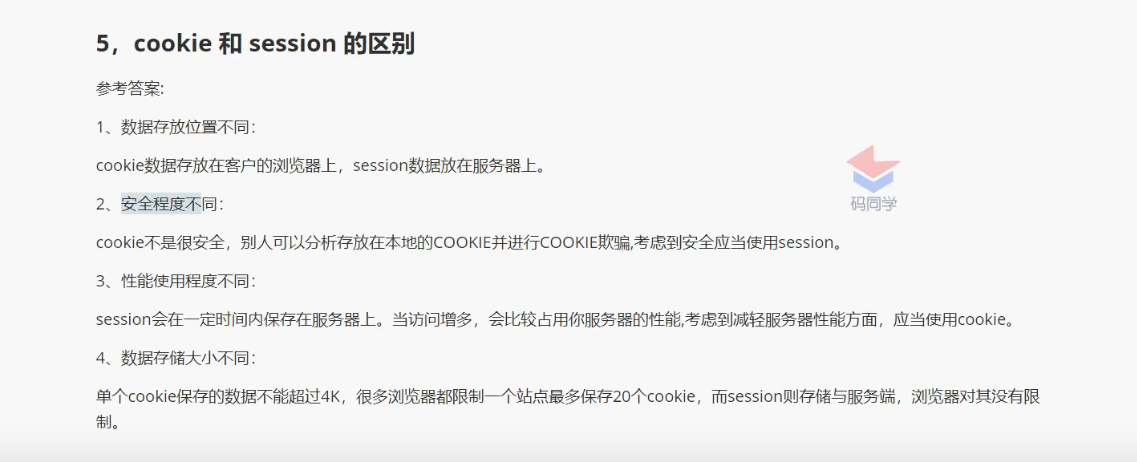 5，cookie 和 session 的区别
参考答案:
1、数据存放位置不同：
cookie数据存放在客户的浏览器上，session数据放在服务器上。
码同学
2、安全程度不同：
cookie不是很安全，别人可以分析存放在本地的COOKIE并进行COOKIE欺骗,考虑到安全应当使用session。
3、性能使用程度不同：
session会在一定时间内保存在服务器上。当访问增多，会比较占用你服务器的性能,考虑到减轻服务器性能方面，应当使用cookie。
4、数据存储大小不同：
单个cookie保存的数据不能超过4K，很多浏览器都限制一个站点最多保存20个cookie，而session则存储与服务端，浏览器对其没有限
制。